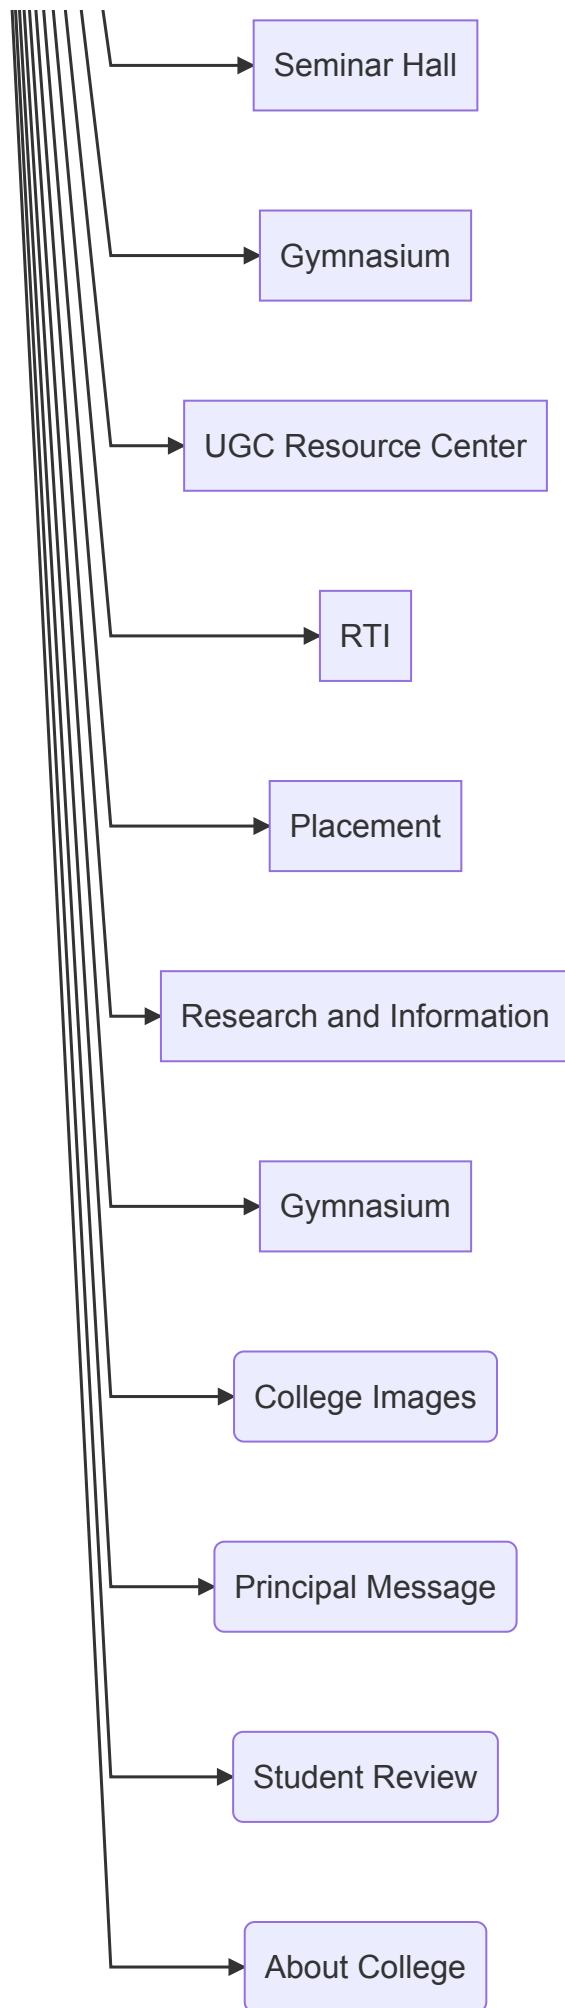 Seminar Hall
Gymnasium
UGC Resource Center
RTI
Placement
Research and Information
Gymnasium
College Images
Principal Message
Student Review
About College